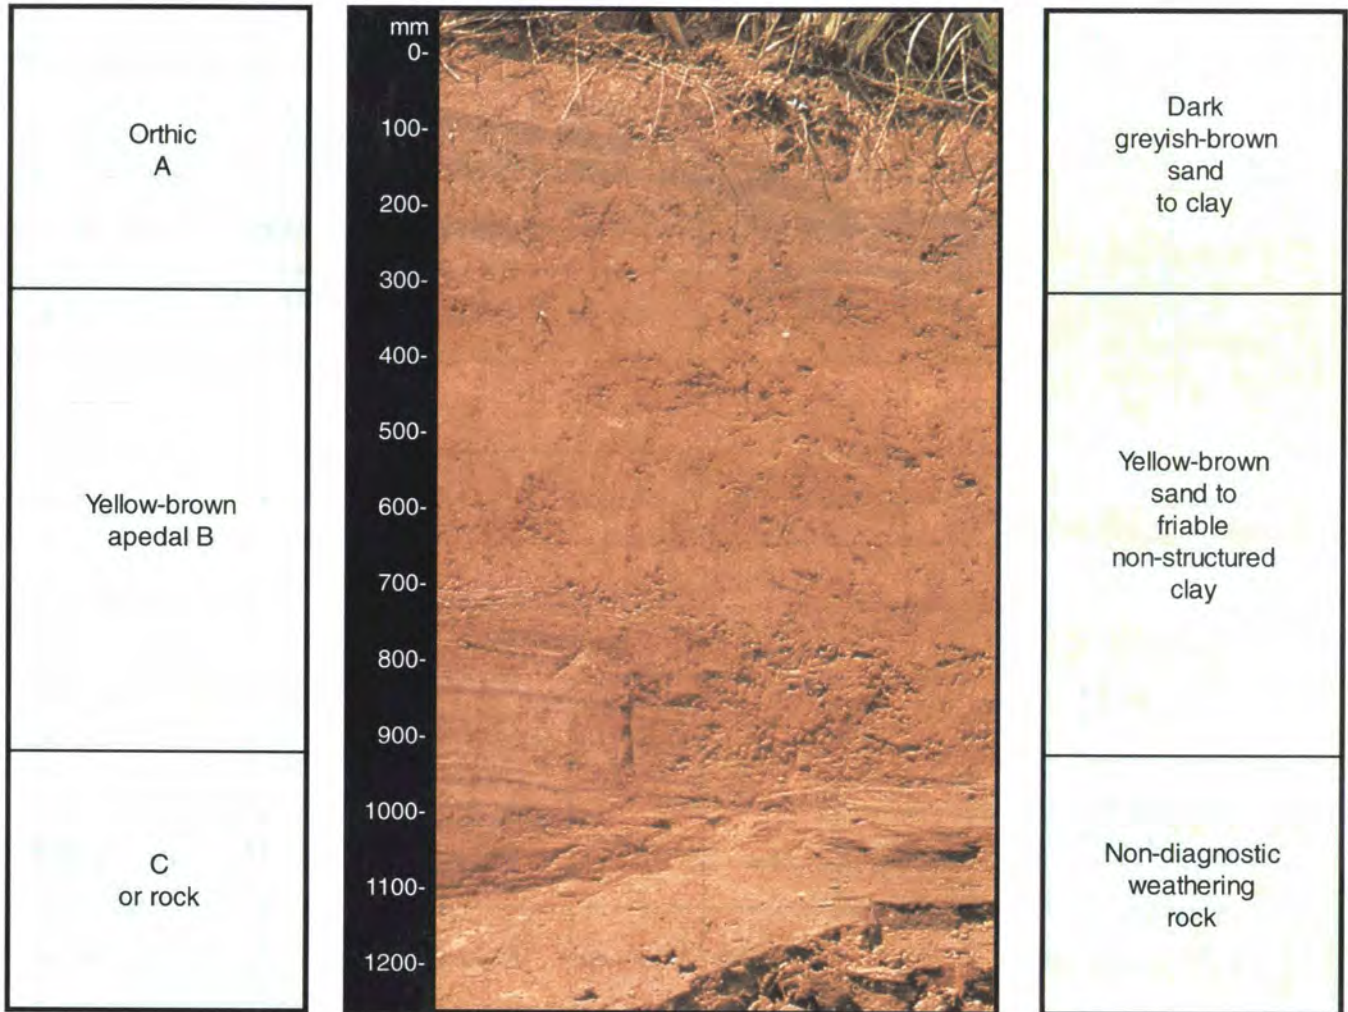 Orthic
A
Yellow-brown
apedal B
C
or rock
mm
0-
100-
200-
300-
400-
500-
600-
700-
800-
900-
1000-
1100-
1200-
Dark
greyish-brown
sand
to clay
Yellow-brown
sand to
friable
non-structured
clay
Non-diagnostic
weathering
rock